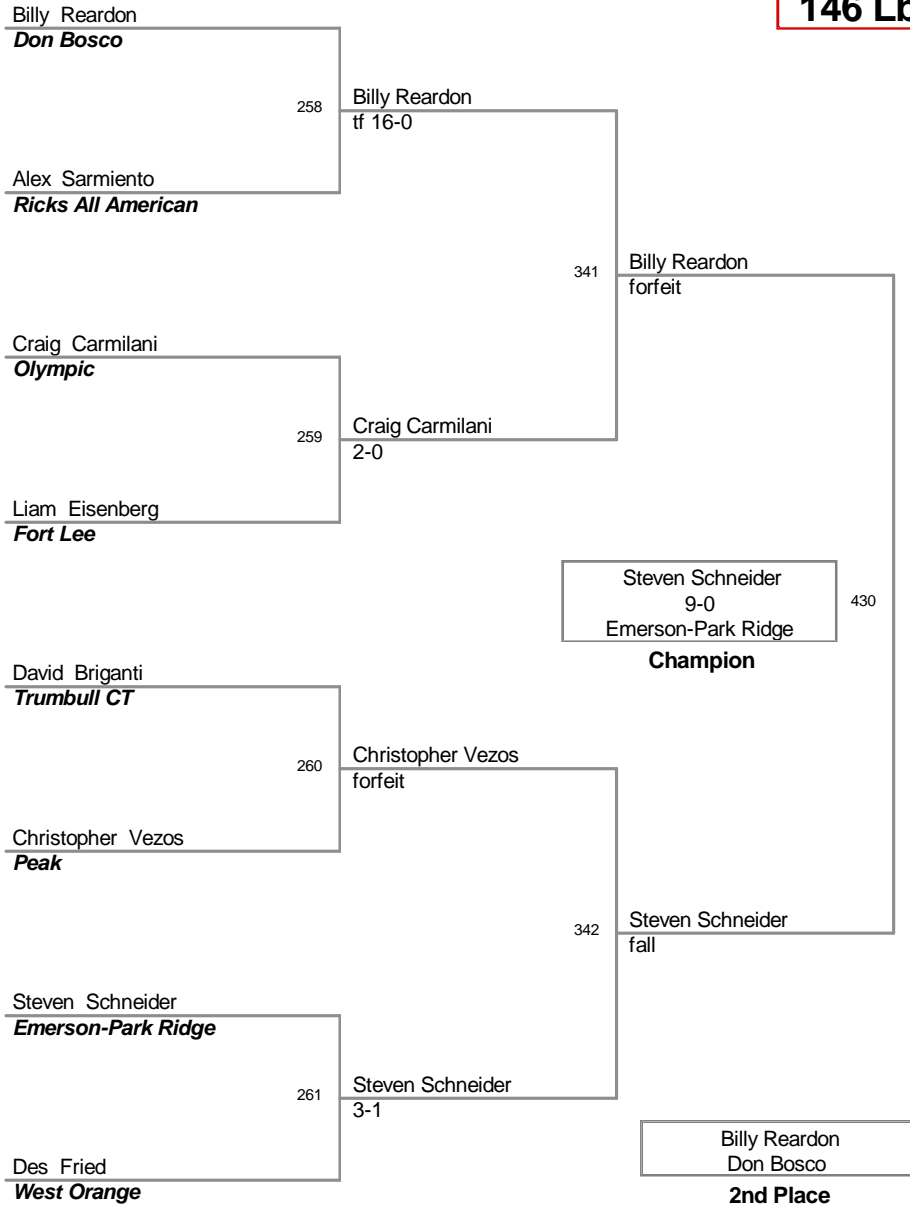 146 Lb
Billy Reardon
Don Bosco
258
Billy Reardon
tf 16-0
Alex Sarmiento
Ricks All American
341
Billy Reardon
forfeit
Craig Carmilani
Olympic
259
Craig Carmilani
2-0
Liam Eisenberg
Fort Lee
Steven Schneider
9-0
Emerson-Park Ridge
430
Champion
David Briganti
Trumbull CT
260
Christopher Vezos
forfeit
Christopher Vezos
Peak
342
Steven Schneider
fall
Steven Schneider
Emerson-Park Ridge
261
Steven Schneider
3-1
Des Fried
West Orange
Billy Reardon
Don Bosco
2nd Place